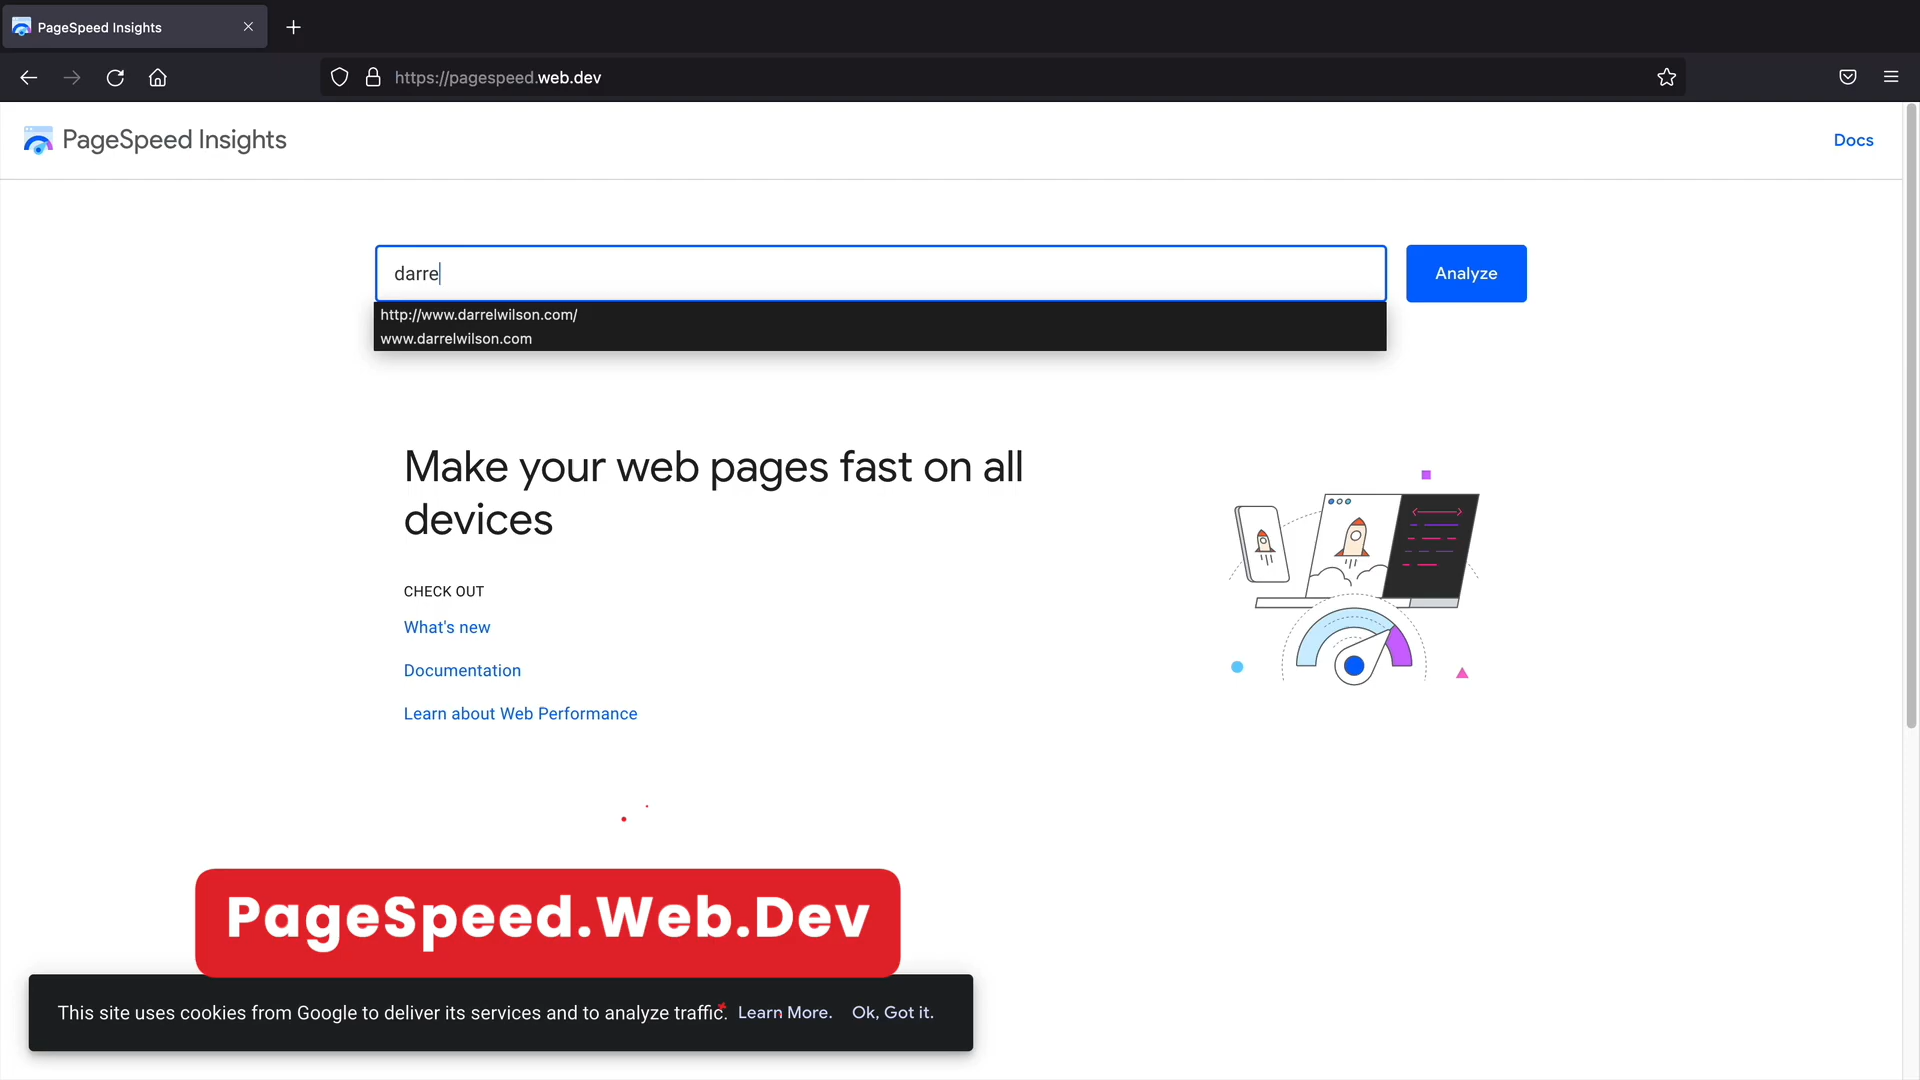 PageSpeed Insights
https://pagespeed.web.dev
PageSpeed Insights
Docs
darre
Analyze
http://www.darrelwilson.com/
www.darrelwilson.com
Make your web pages fast on all
devices
CHECK OUT
What's new
Documentation
Learn about Web Performance
PageSpeed.Web.Dev
This site uses cookies from Google to deliver its services and to analyze traffic. Learn More. Ok, Got it.